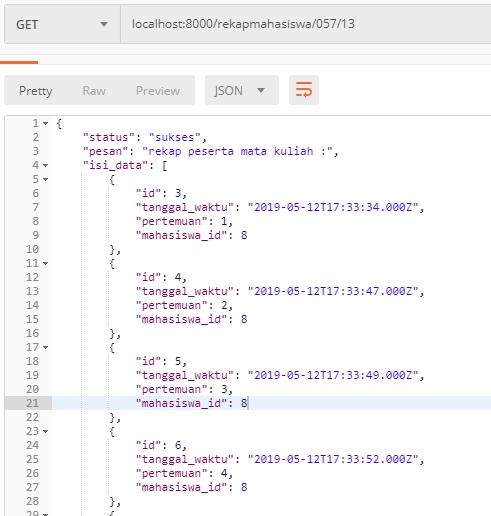 GET localhost:8000/rekapmahasiswa/057/13
Pretty Raw Preview JSON
1 {
2 "status": "sukses",
3 "pesan": "rekap peserta mata kuliah :",
4 "isi_data": [
5 {
6 "id": 3,
7 "tanggal_waktu": "2019-05-12T17:33:34.000Z",
8 "pertemuan": 1,
9 "mahasiswa_id": 8
10 },
11 {
12 "id": 4,
13 "tanggal_waktu": "2019-05-12T17:33:47.000Z",
14 "pertemuan": 2,
15 "mahasiswa_id": 8
16 },
17 {
18 "id": 5,
19 "tanggal_waktu": "2019-05-12T17:33:49.000Z",
20 "pertemuan": 3,
21 "mahasiswa_id": 8
22 },
23 {
24 "id": 6,
25 "tanggal_waktu": "2019-05-12T17:33:52.000Z",
26 "pertemuan": 4,
27 "mahasiswa_id": 8
28 },
29 {